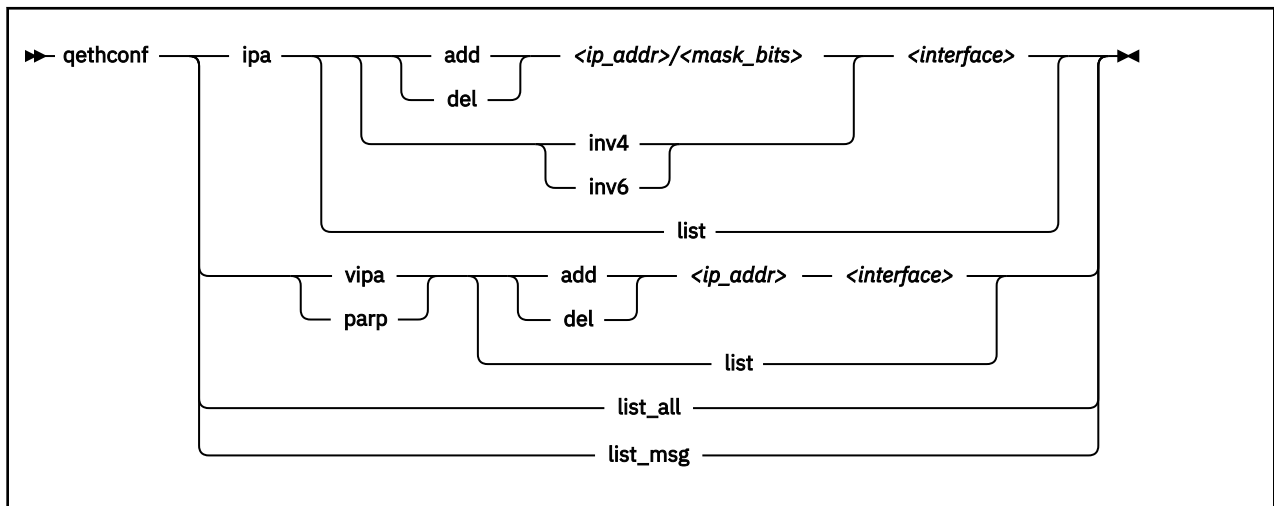 qethconf ipa add <ip_addr>/<mask_bits> <interface>
del
inv4
inv6
list
vipa add <ip_addr> <interface>
parp del
list
list_all
list_msg